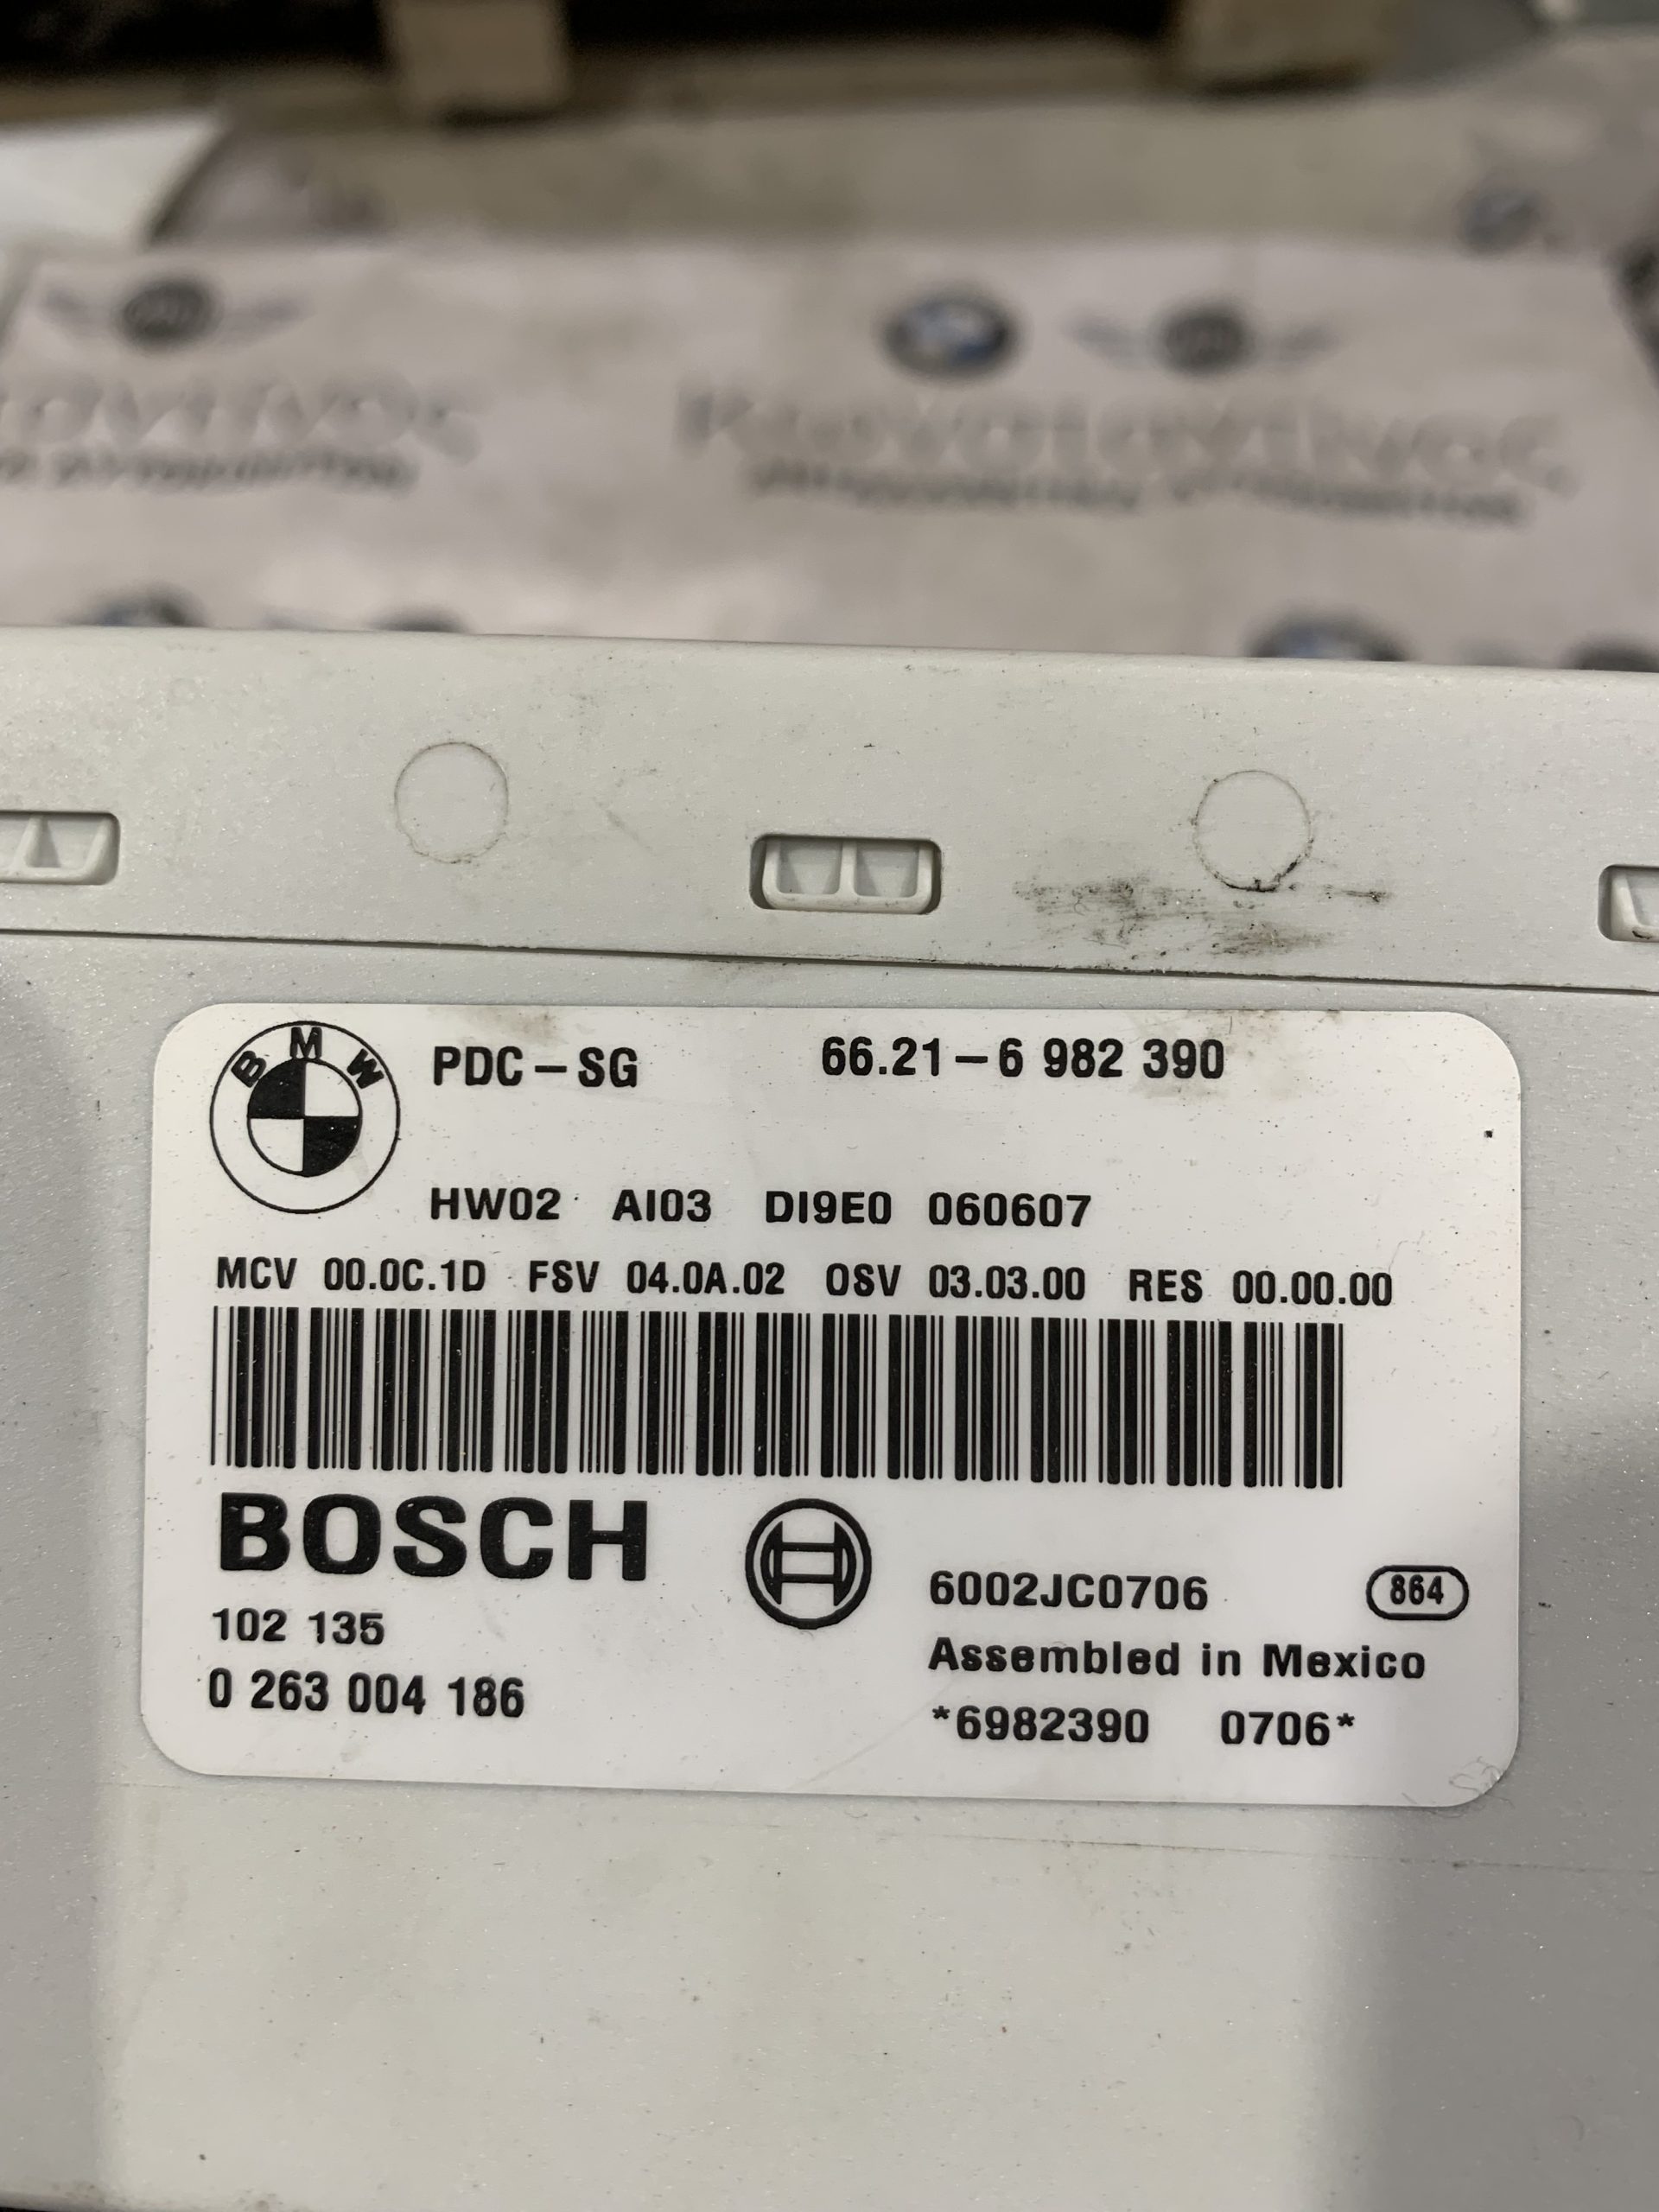 BMW
PDC-SG 66.21-6 982 390
HW02 AI03 DI9E0 060607
MCV 00.0C.1D FSV 04.0A.02 OSV 03.03.00 RES 00.00.00
BOSCH
102 135
0 263 004 186
6002JC0706 864
Assembled in Mexico
*6982390 0706*